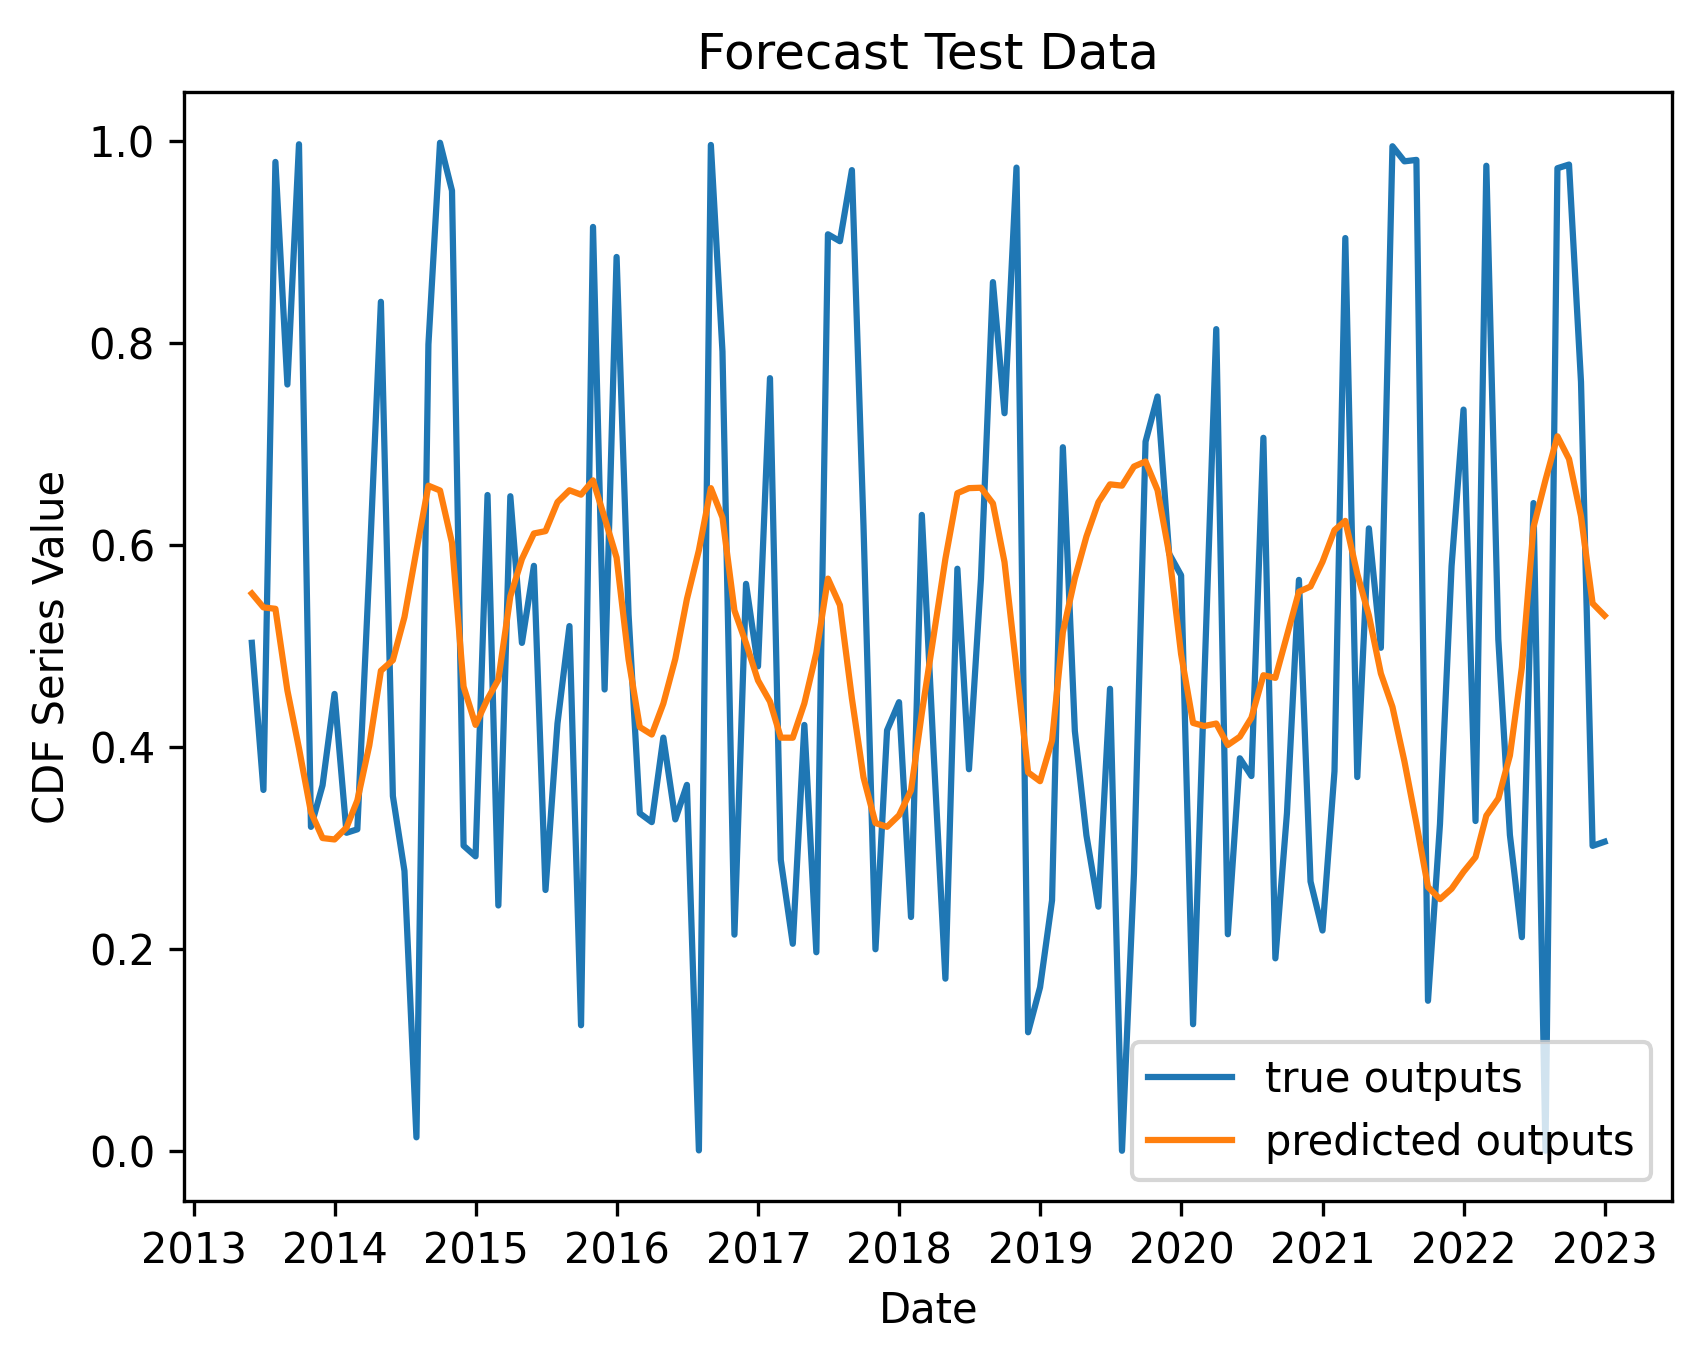 Forecast Test Data
CDF Series Value
1.0
0.8
0.6
0.4
0.2
0.0
true outputs
predicted outputs
2013 2014 2015 2016 2017 2018 2019 2020 2021 2022 2023
Date